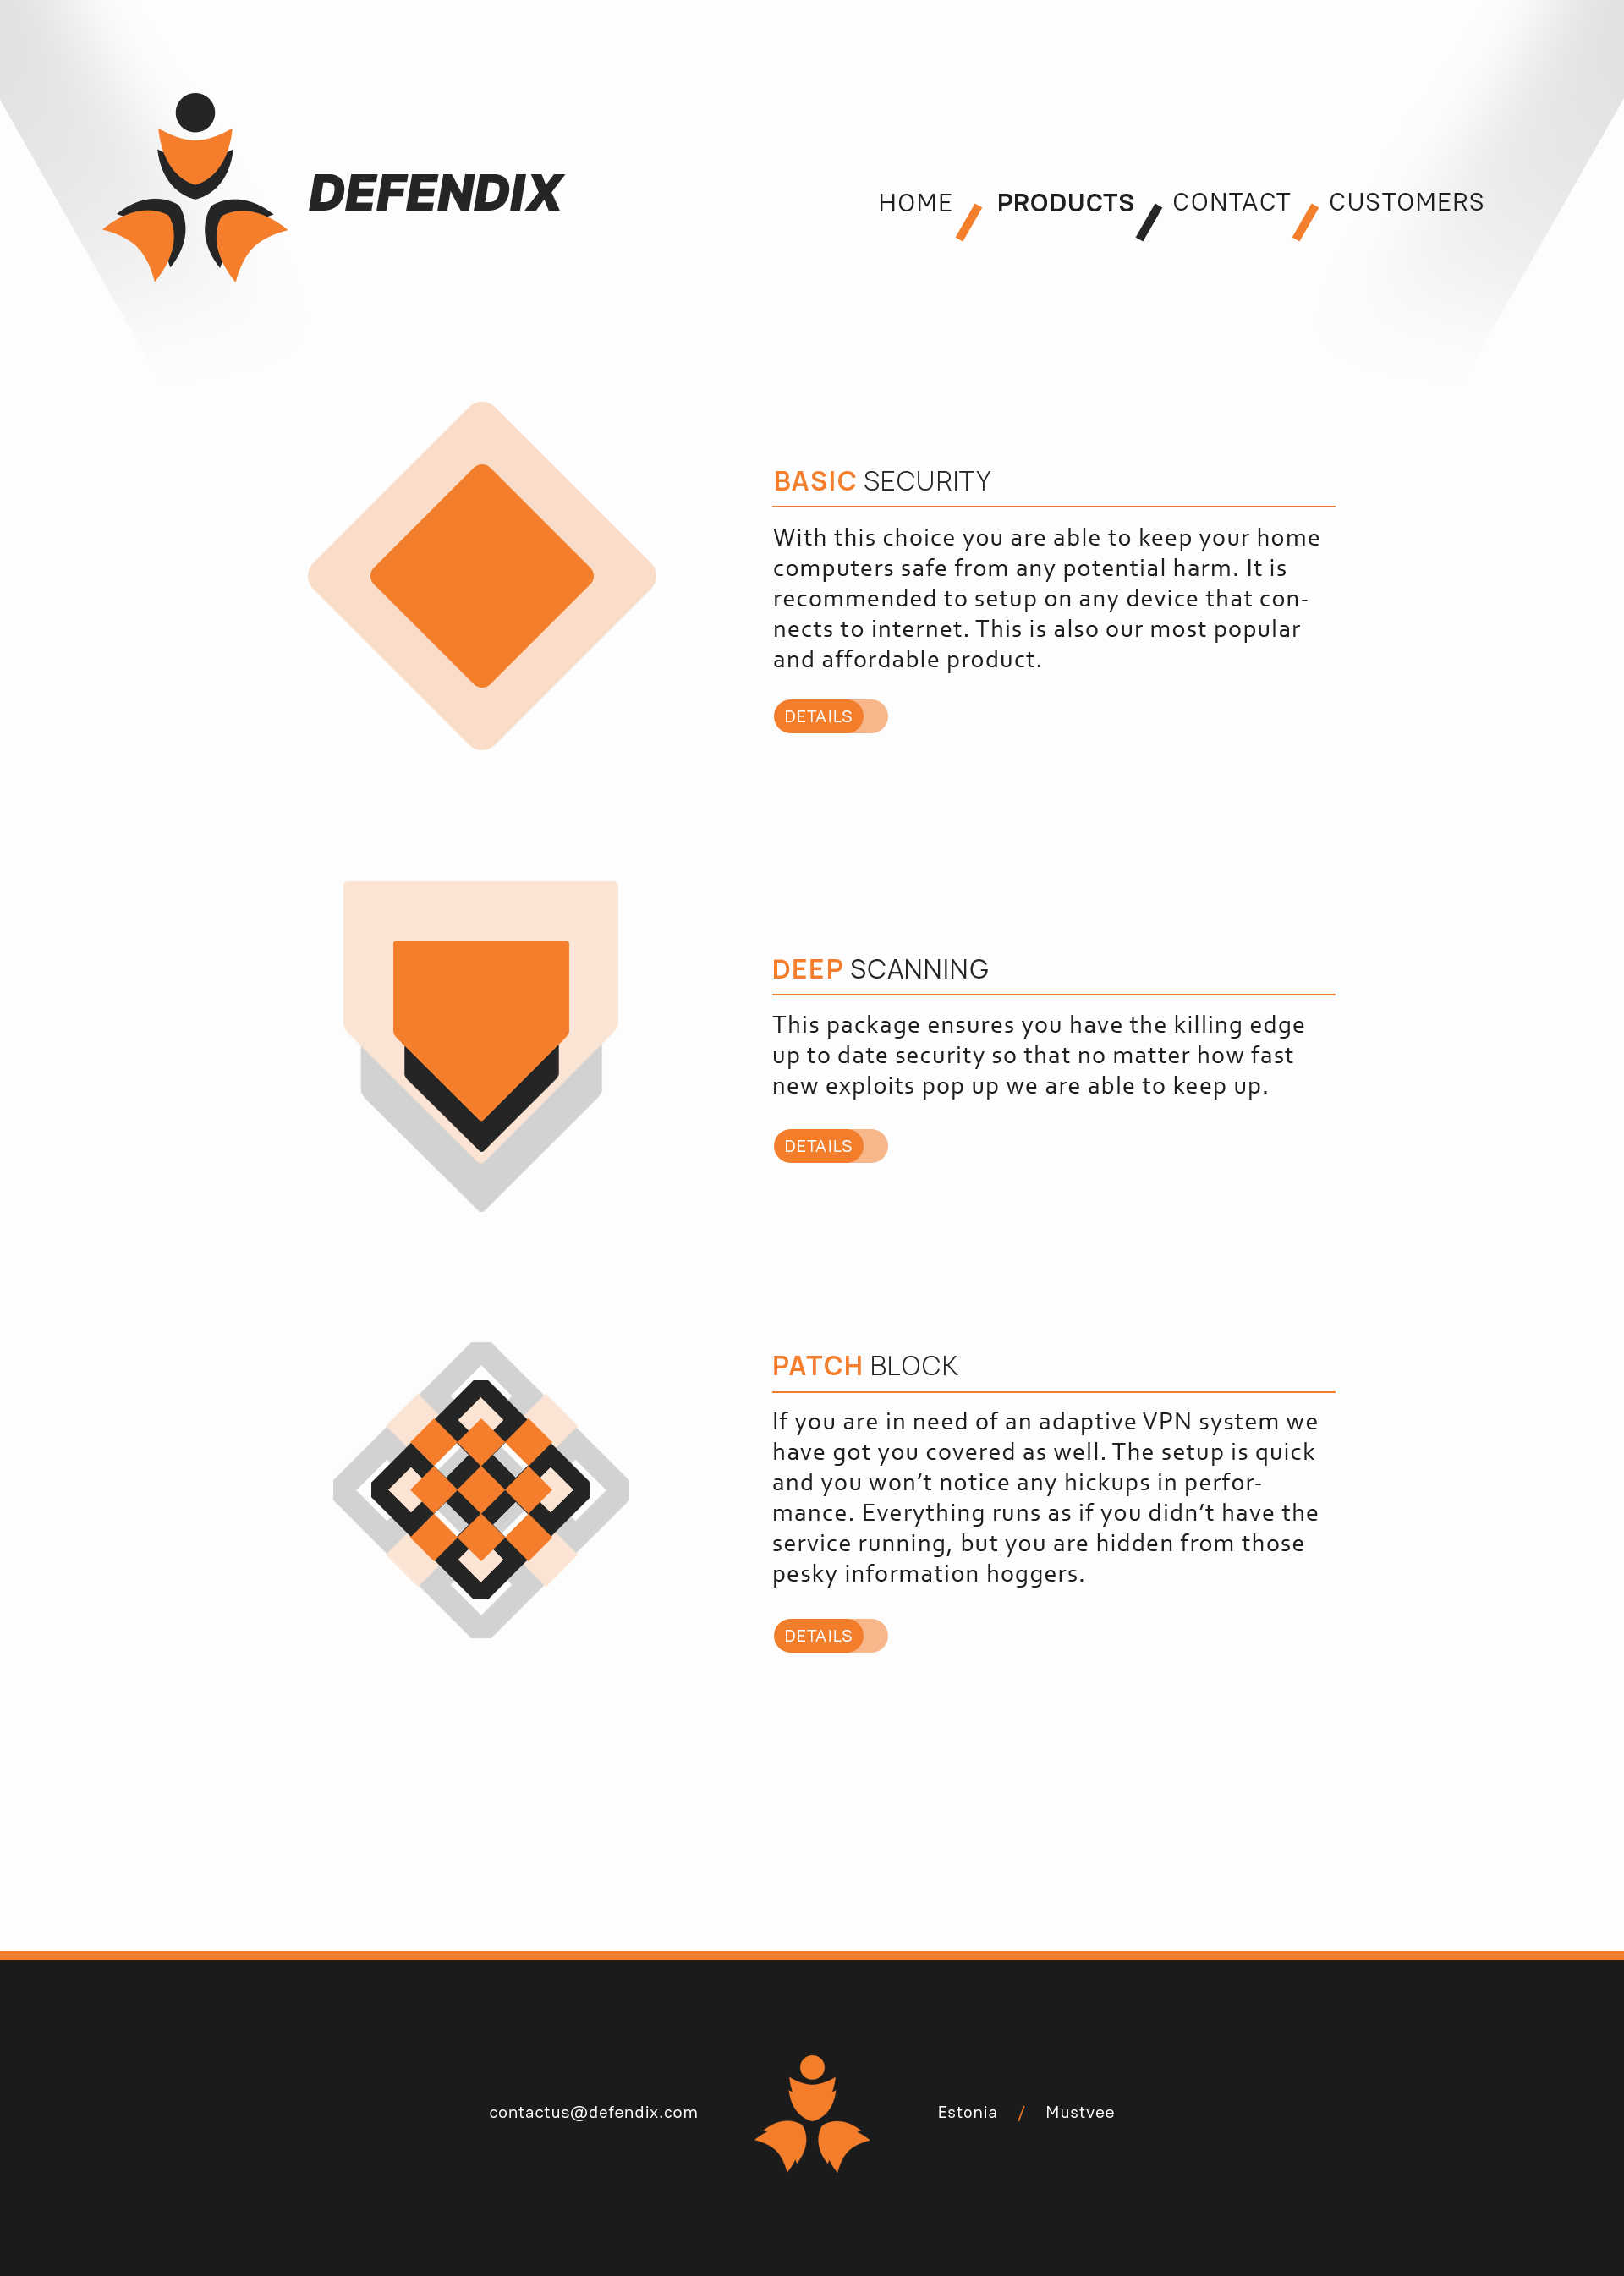 DEFENDIX
HOME / PRODUCTS / CONTACT / CUSTOMERS
BASIC SECURITY
With this choice you are able to keep your home
computers safe from any potential harm. It is
recommended to setup on any device that con-
nects to internet. This is also our most popular
and affordable product.
DETAILS
DEEP SCANNING
This package ensures you have the killing edge
up to date security so that no matter how fast
new exploits pop up we are able to keep up.
DETAILS
PATCH BLOCK
If you are in need of an adaptive VPN system we
have got you covered as well. The setup is quick
and you won’t notice any hickups in perfor-
mance. Everything runs as if you didn’t have the
service running, but you are hidden from those
pesky information hoggers.
DETAILS
contactus@defendix.com
Estonia / Mustvee